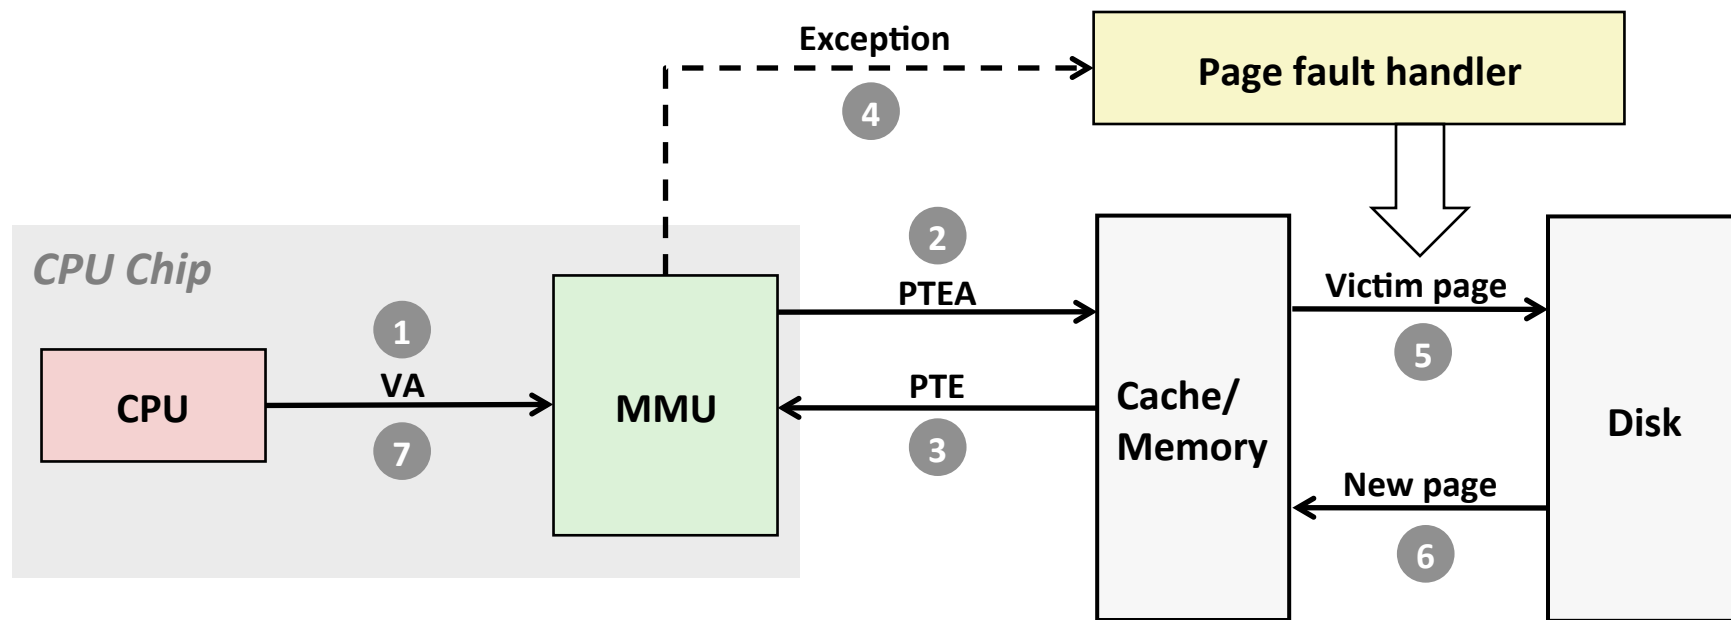 Exception
Page fault handler
4
2
CPU Chip
PTEA
Victim page
1
5
VA
CPU
MMU
PTE
Cache/
Memory
Disk
7
3
New page
6